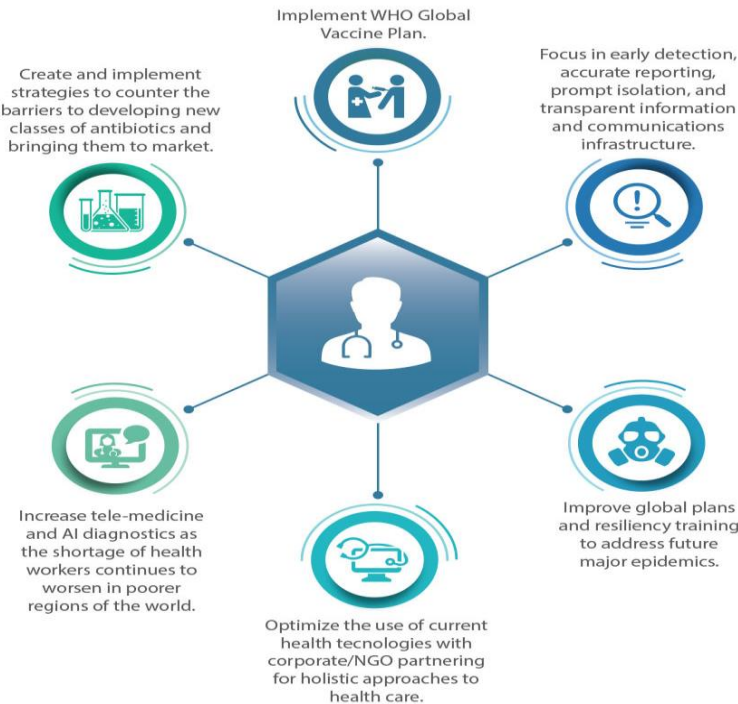 Implement WHO Global
Vaccine Plan.
Focus in early detection,
accurate reporting,
prompt isolation, and
transparent information
and communications
infrastructure.
Improve global plans
and resiliency training
to address future
major epidemics.
Optimize the use of current
health tecnologies with
corporate/NGO partnering
for holistic approaches to
health care.
Increase tele-medicine
and AI diagnostics as
the shortage of health
workers continues to
worsen in poorer
regions of the world.
Create and implement
strategies to counter the
barriers to developing new
classes of antibiotics and
bringing them to market.